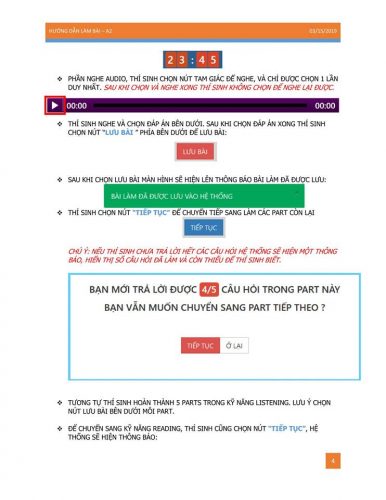 HƯỚNG DẪN LÀM BÀI – A2
03/15/2019
23:45
❖ PHẦN NGHE AUDIO, THÍ SINH CHỌN NÚT TAM GIÁC ĐỂ NGHE, VÀ CHỈ ĐƯỢC CHỌN 1 LẦN
DUY NHẤT. SAU KHI CHỌN VÀ NGHE XONG THÍ SINH KHÔNG CHỌN ĐỂ NGHE LẠI ĐƯỢC.
00:00 00:00
❖ THÍ SINH NGHE VÀ CHỌN ĐÁP ÁN BÊN DƯỚI. SAU KHI CHỌN ĐÁP ÁN XONG THÍ SINH
CHỌN NÚT "LƯU BÀI " PHÍA BÊN DƯỚI ĐỂ LƯU BÀI:
LƯU BÀI
❖ SAU KHI CHỌN LƯU BÀI MÀN HÌNH SẼ HIỆN LÊN THÔNG BÁO BÀI LÀM ĐÃ ĐƯỢC LƯU:
BÀI LÀM ĐÃ ĐƯỢC LƯU VÀO HỆ THỐNG
❖ THÍ SINH CHỌN NÚT "TIẾP TỤC" ĐỂ CHUYỂN TIẾP SANG LÀM CÁC PART CÒN LẠI
TIẾP TỤC
CHÚ Ý: NẾU THÍ SINH CHƯA TRẢ LỜI HẾT CÁC CÂU HỎI HỆ THỐNG SẼ HIỆN MỘT THÔNG
BÁO, HIỂN THỊ SỐ CÂU HỎI ĐÃ LÀM VÀ CÒN THIẾU ĐỂ THÍ SINH BIẾT.
BẠN MỚI TRẢ LỜI ĐƯỢC 4/5 CÂU HỎI TRONG PART NÀY
BẠN VẪN MUỐN CHUYỂN SANG PART TIẾP THEO ?
TIẾP TỤC Ở LẠI
❖ TƯƠNG TỰ THÍ SINH HOÀN THÀNH 5 PARTS TRONG KỸ NĂNG LISTENING. LƯU Ý CHỌN
NÚT LƯU BÀI BÊN DƯỚI MỖI PART.
❖ ĐỂ CHUYỂN SANG KỸ NĂNG READING, THÍ SINH CŨNG CHỌN NÚT "TIẾP TỤC", HỆ
THỐNG SẼ HIỆN THÔNG BÁO:
4